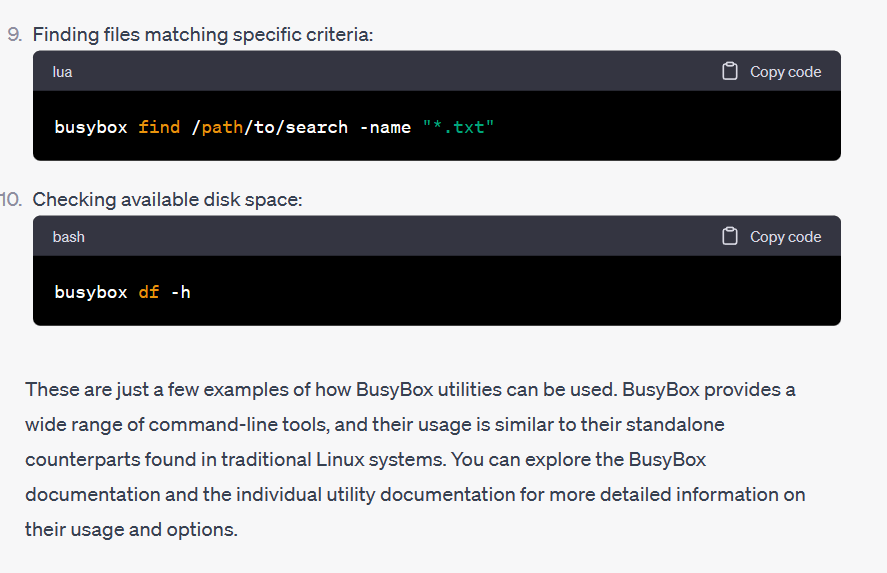 9. Finding files matching specific criteria:
lua Copy code
busybox find /path/to/search -name "*.txt"
10. Checking available disk space:
bash Copy code
busybox df -h
These are just a few examples of how BusyBox utilities can be used. BusyBox provides a
wide range of command-line tools, and their usage is similar to their standalone
counterparts found in traditional Linux systems. You can explore the BusyBox
documentation and the individual utility documentation for more detailed information on
their usage and options.